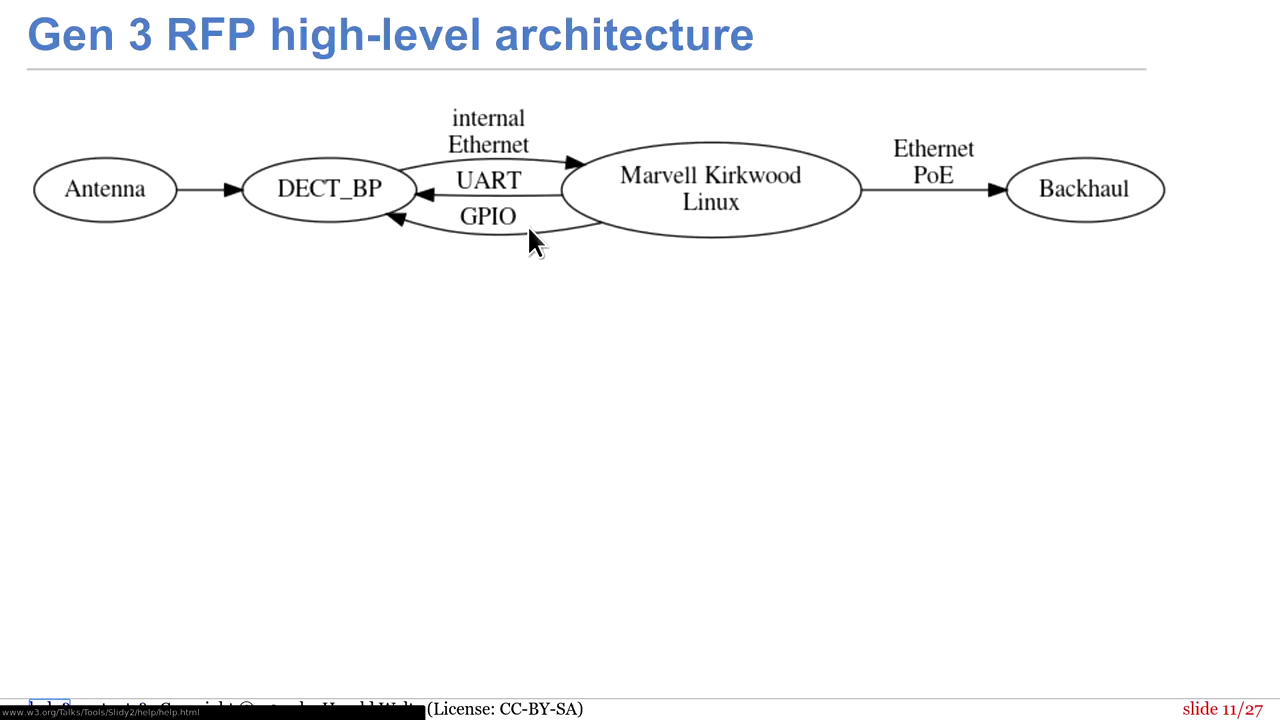 Gen 3 RFP high-level architecture
internal
Ethernet
Ethernet
PoE
Antenna
DECT_BP
UART
GPIO
Marvell Kirkwood
Linux
Backhaul
www.w3.org/Talks/Tools/Slidy2/help/help.html
(License: CC-BY-SA)
slide 11/27